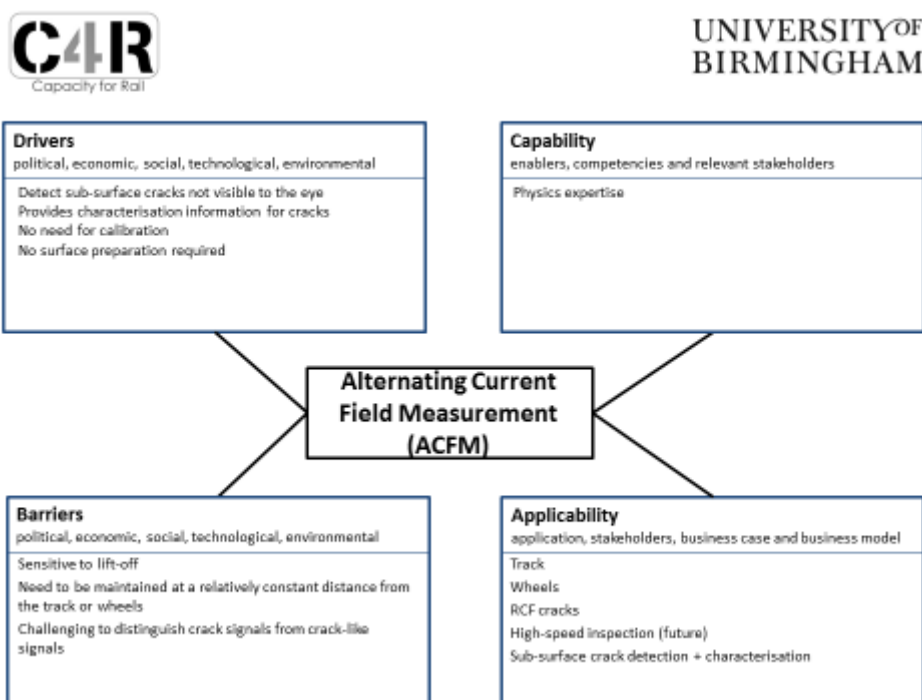 C4R
Capacity for Rail
UNIVERSITY OF
BIRMINGHAM
Drivers
political, economic, social, technological, environmental
Detect sub-surface cracks not visible to the eye
Provides characterisation information for cracks
No need for calibration
No surface preparation required
Capability
enablers, competencies and relevant stakeholders
Physics expertise
Alternating Current
Field Measurement
(ACFM)
Barriers
political, economic, social, technological, environmental
Sensitive to lift-off
Need to be maintained at a relatively constant distance from
the track or wheels
Challenging to distinguish crack signals from crack-like
signals
Applicability
application, stakeholders, business case and business model
Track
Wheels
RCF cracks
High-speed inspection (future)
Sub-surface crack detection + characterisation